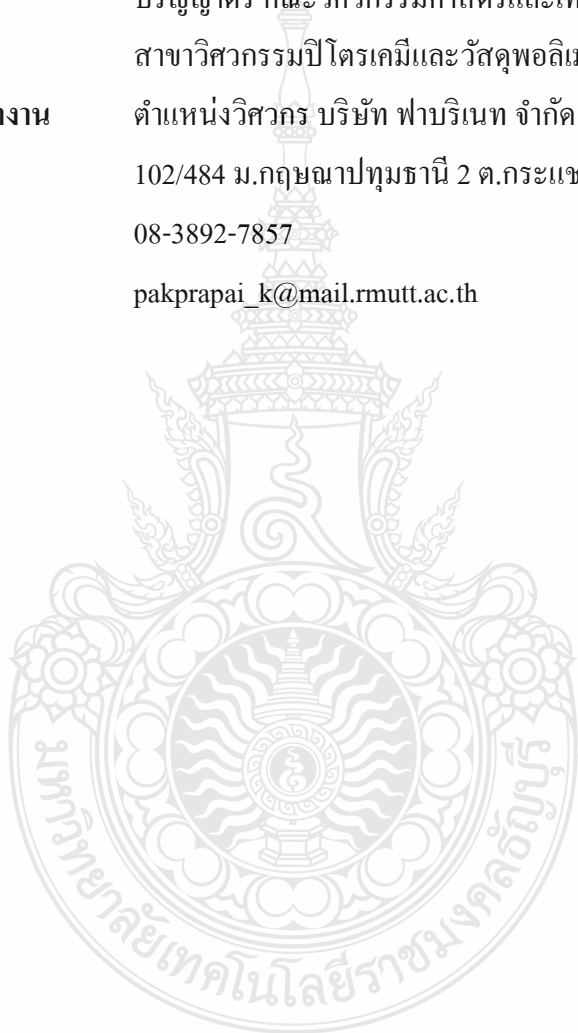 สาขาวิศวกรรมปิโตรเคมีและวัสดุพอลิเม
ตำแหน่งวิศวกร บริษัท ฟาบริเนท จำกัด
102/484 ม.กฤษณาปทุมธานี 2 ต.กระแช
08-3892-7857
pakprapai_k@mail.rmutt.ac.th
มหาวิทยาลัยเทคโนโลยีราชมงคลธัญบุรี